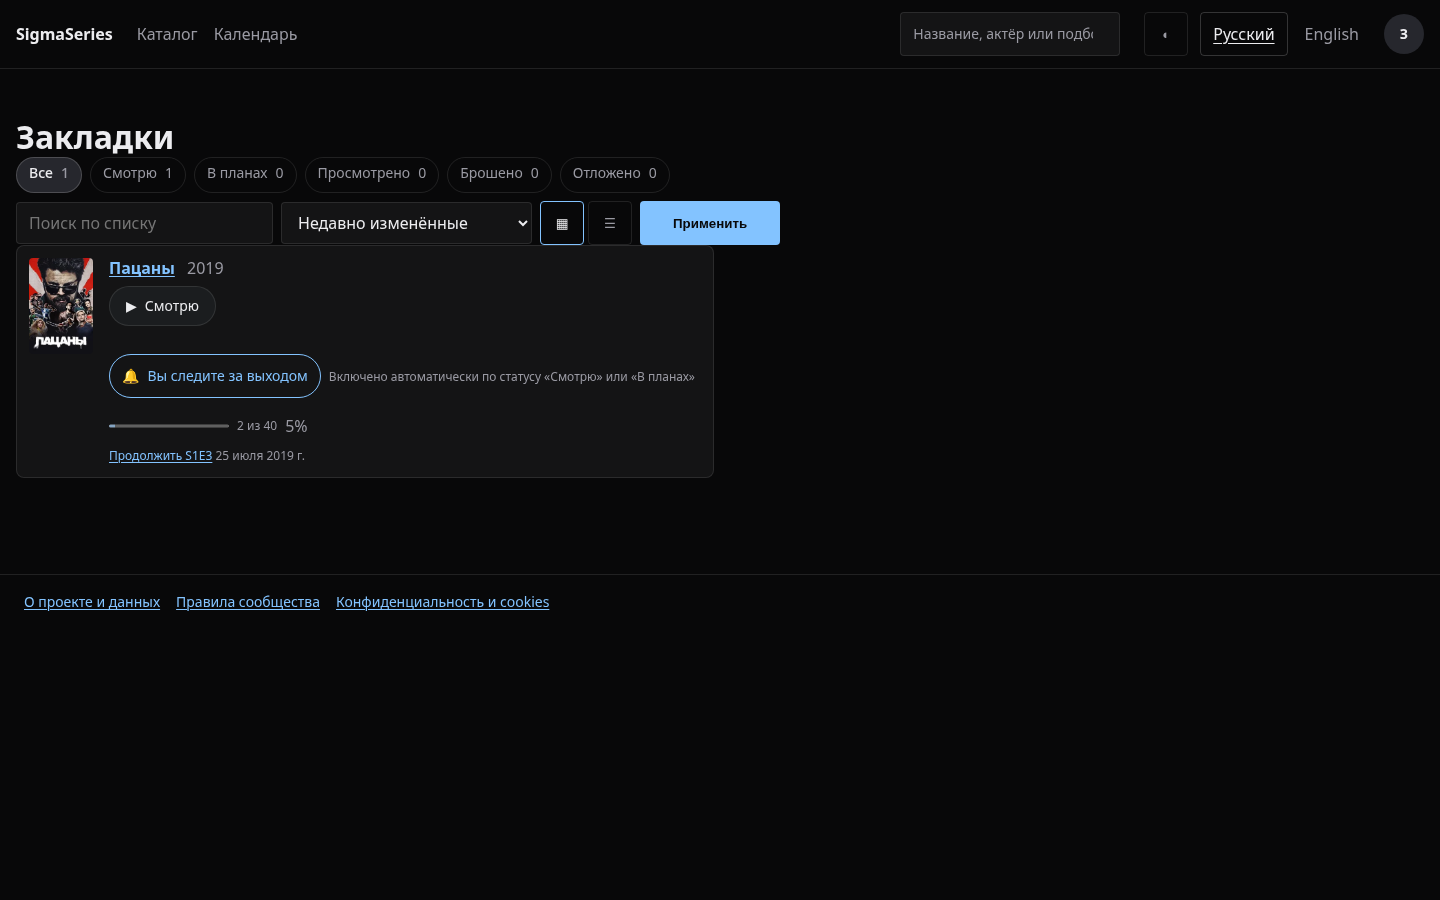 SigmaSeries Каталог Календарь Название, актёр или подбо Русский English З
Закладки
Все 1 Смотрю 1 В планах 0 Просмотрено 0 Брошено 0 Отложено 0
Поиск по списку Недавно изменённые Применить
Пацаны 2019
▶ Смотрю
ПАЦАНЫ
🔔 Вы следите за выходом Включено автоматически по статусу «Смотрю» или «В планах»
2 из 40 5%
Продолжить S1E3 25 июля 2019 г.
О проекте и данных Правила сообщества Конфиденциальность и cookies